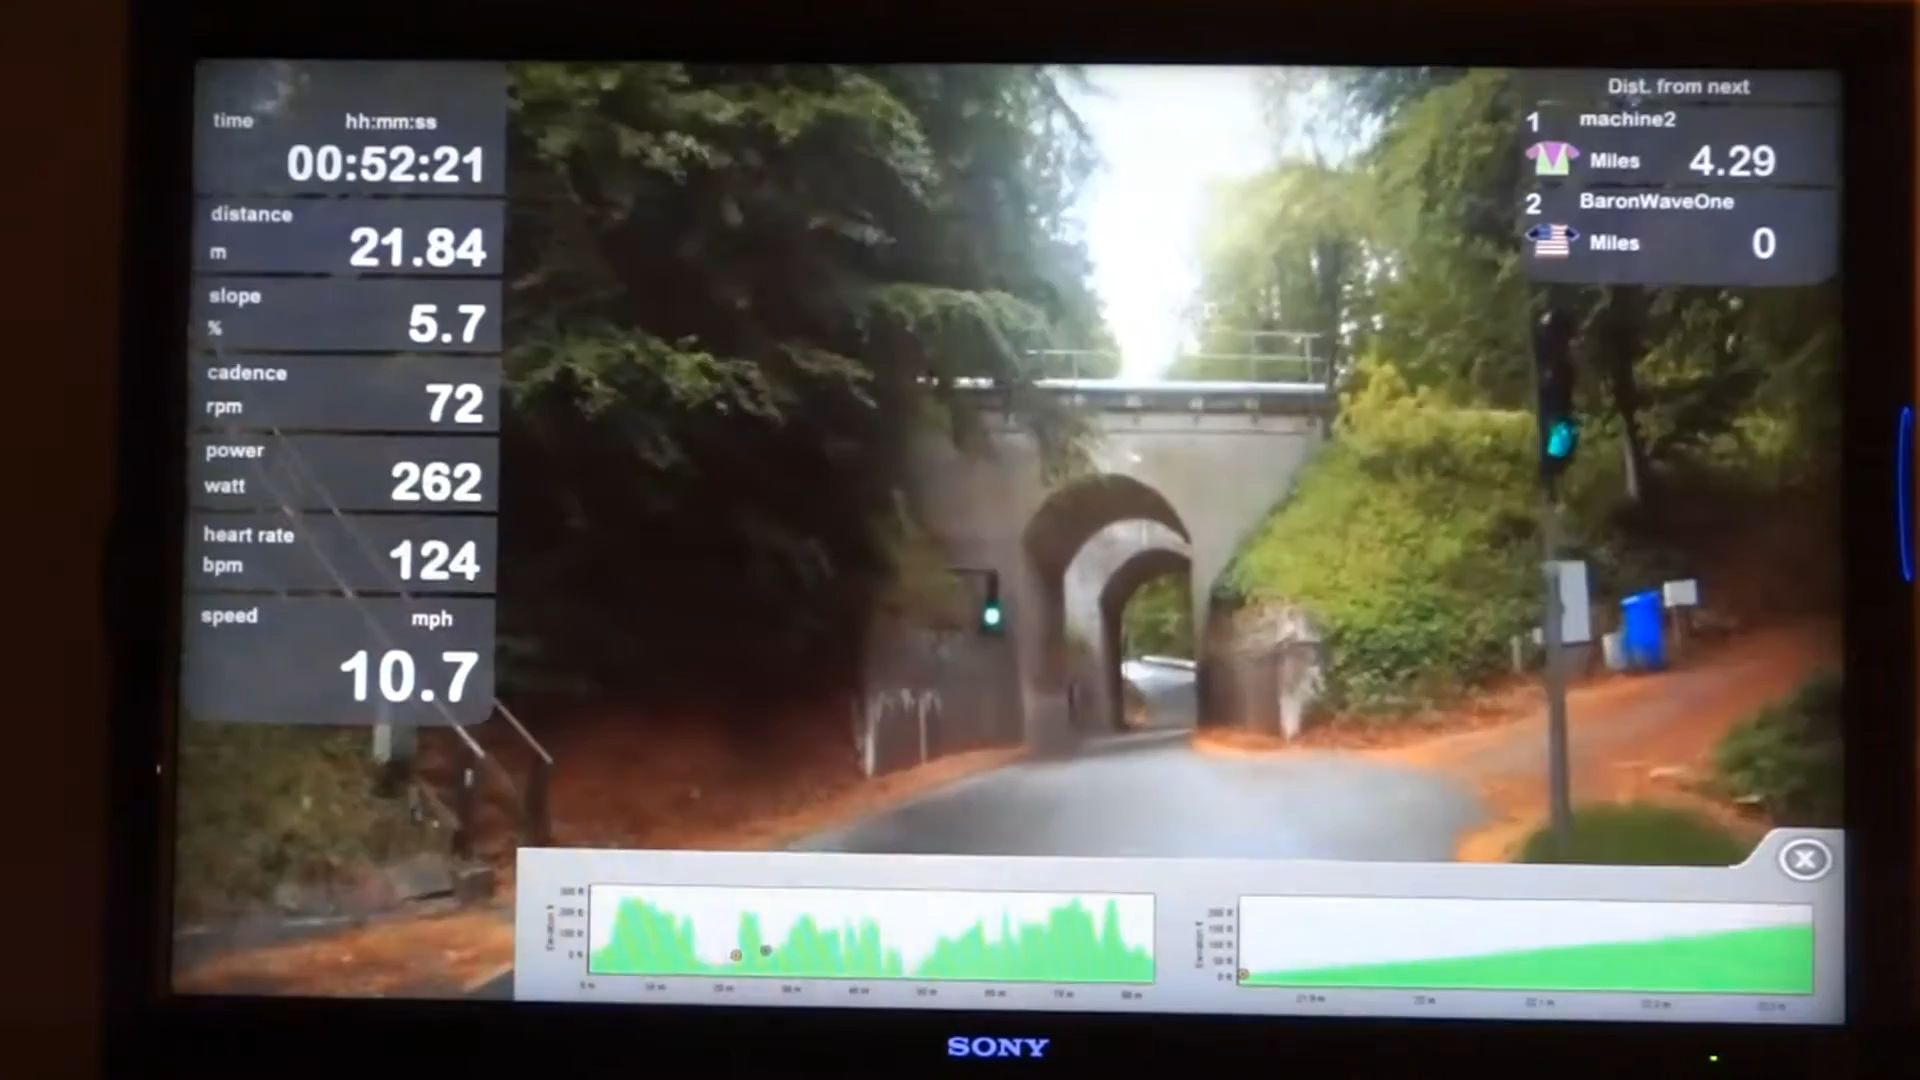 time hh:mm:ss
00:52:21
distance
m 21.84
slope
% 5.7
cadence
rpm 72
power
watt 262
heart rate
bpm 124
speed mph
10.7
Dist. from next
1 machine2
Miles 4.29
2 BaronWaveOne
Miles 0
SONY